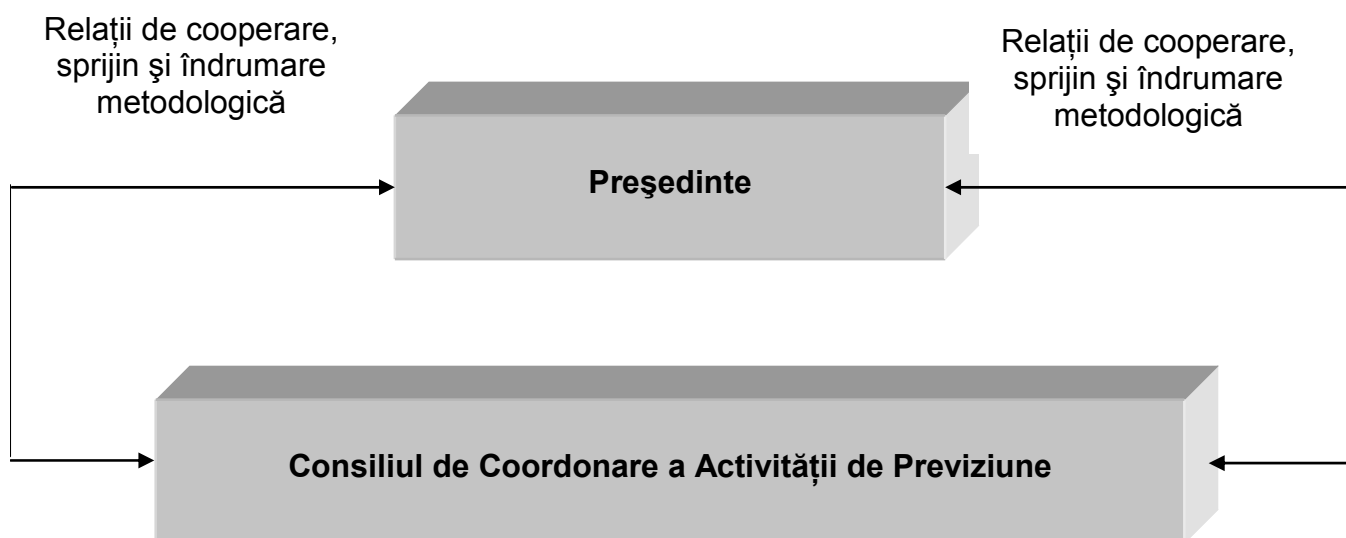 Relații de cooperare,
sprijin şi îndrumare
metodologică
Relații de cooperare,
sprijin şi îndrumare
metodologică
Preşedinte
Consiliul de Coordonare a Activității de Previziune